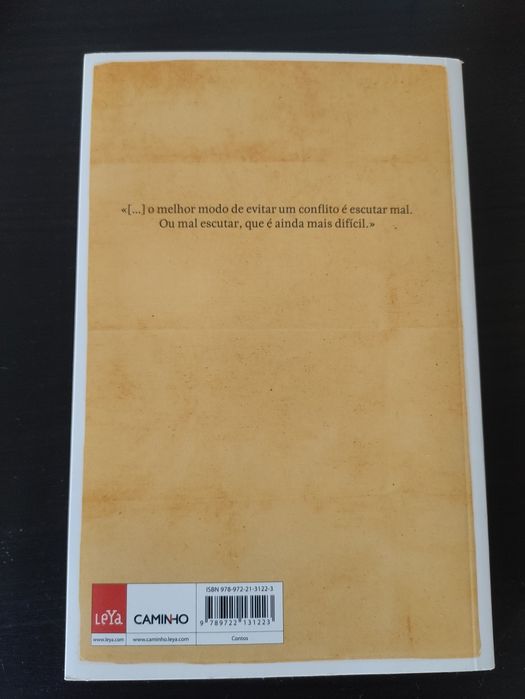 «[...] o melhor modo de evitar um conflito é escutar mal.
Ou mal escutar, que é ainda mais difícil.»
ISBN 978-972-21-3122-3
LeYa
CAMINHO
9 789722 131223
www.leya.com
www.caminho.leya.com
Contos